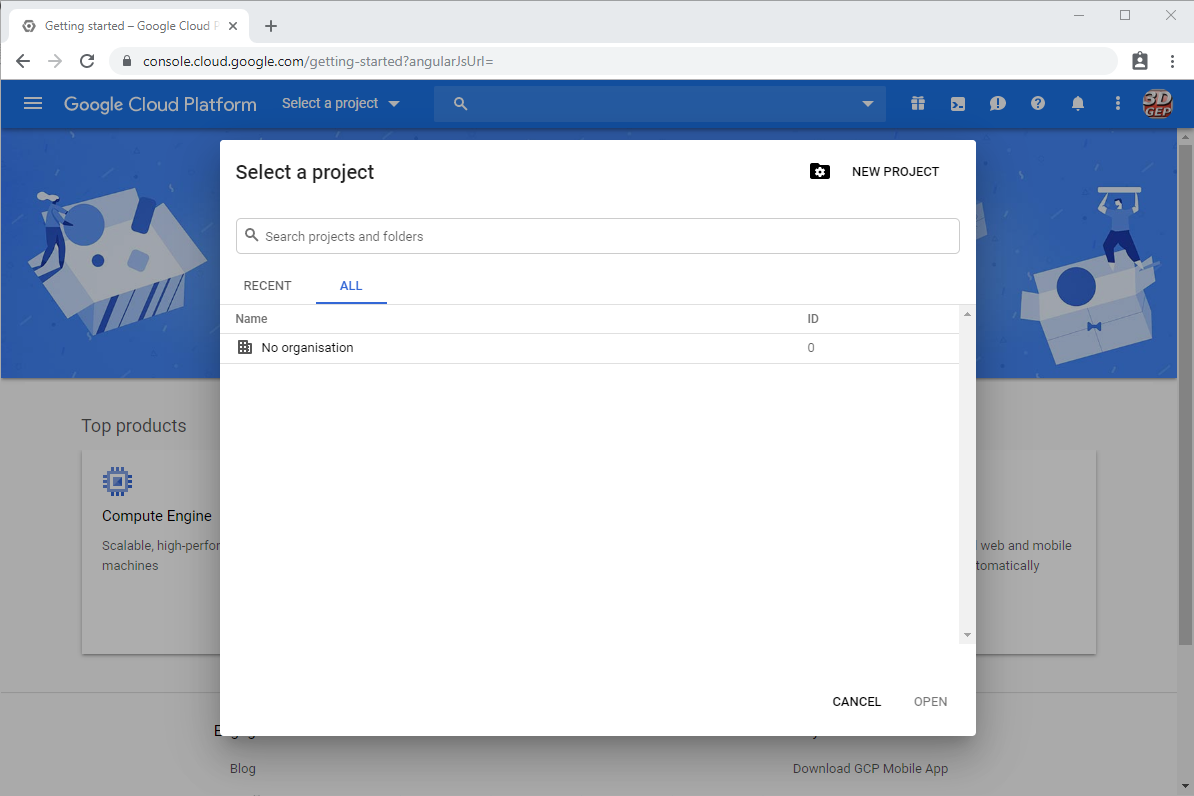 Getting started – Google Cloud P
console.cloud.google.com/getting-started?angularJsUrl=
Google Cloud Platform
Select a project
3D
GEP
Select a project
NEW PROJECT
Search projects and folders
RECENT
ALL
Name
ID
No organisation
0
Top products
Compute Engine
Scalable, high-perfor
machines
web and mobile
tomatically
CANCEL
OPEN
Blog
Download GCP Mobile App